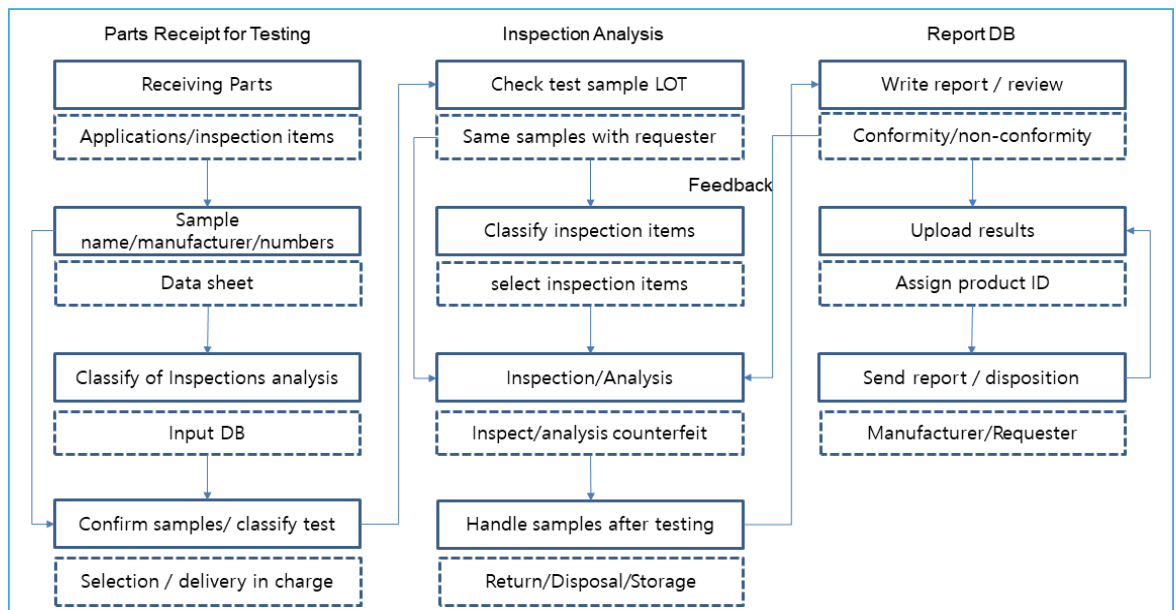 Parts Receipt for Testing
Receiving Parts
Applications/inspection items
Sample
name/manufacturer/numbers
Data sheet
Classify of Inspections analysis
Input DB
Confirm samples/ classify test
Selection / delivery in charge
Inspection Analysis
Check test sample LOT
Same samples with requester
Feedback
Classify inspection items
select inspection items
Inspection/Analysis
Inspect/analysis counterfeit
Handle samples after testing
Return/Disposal/Storage
Report DB
Write report / review
Conformity/non-conformity
Upload results
Assign product ID
Send report / disposition
Manufacturer/Requester